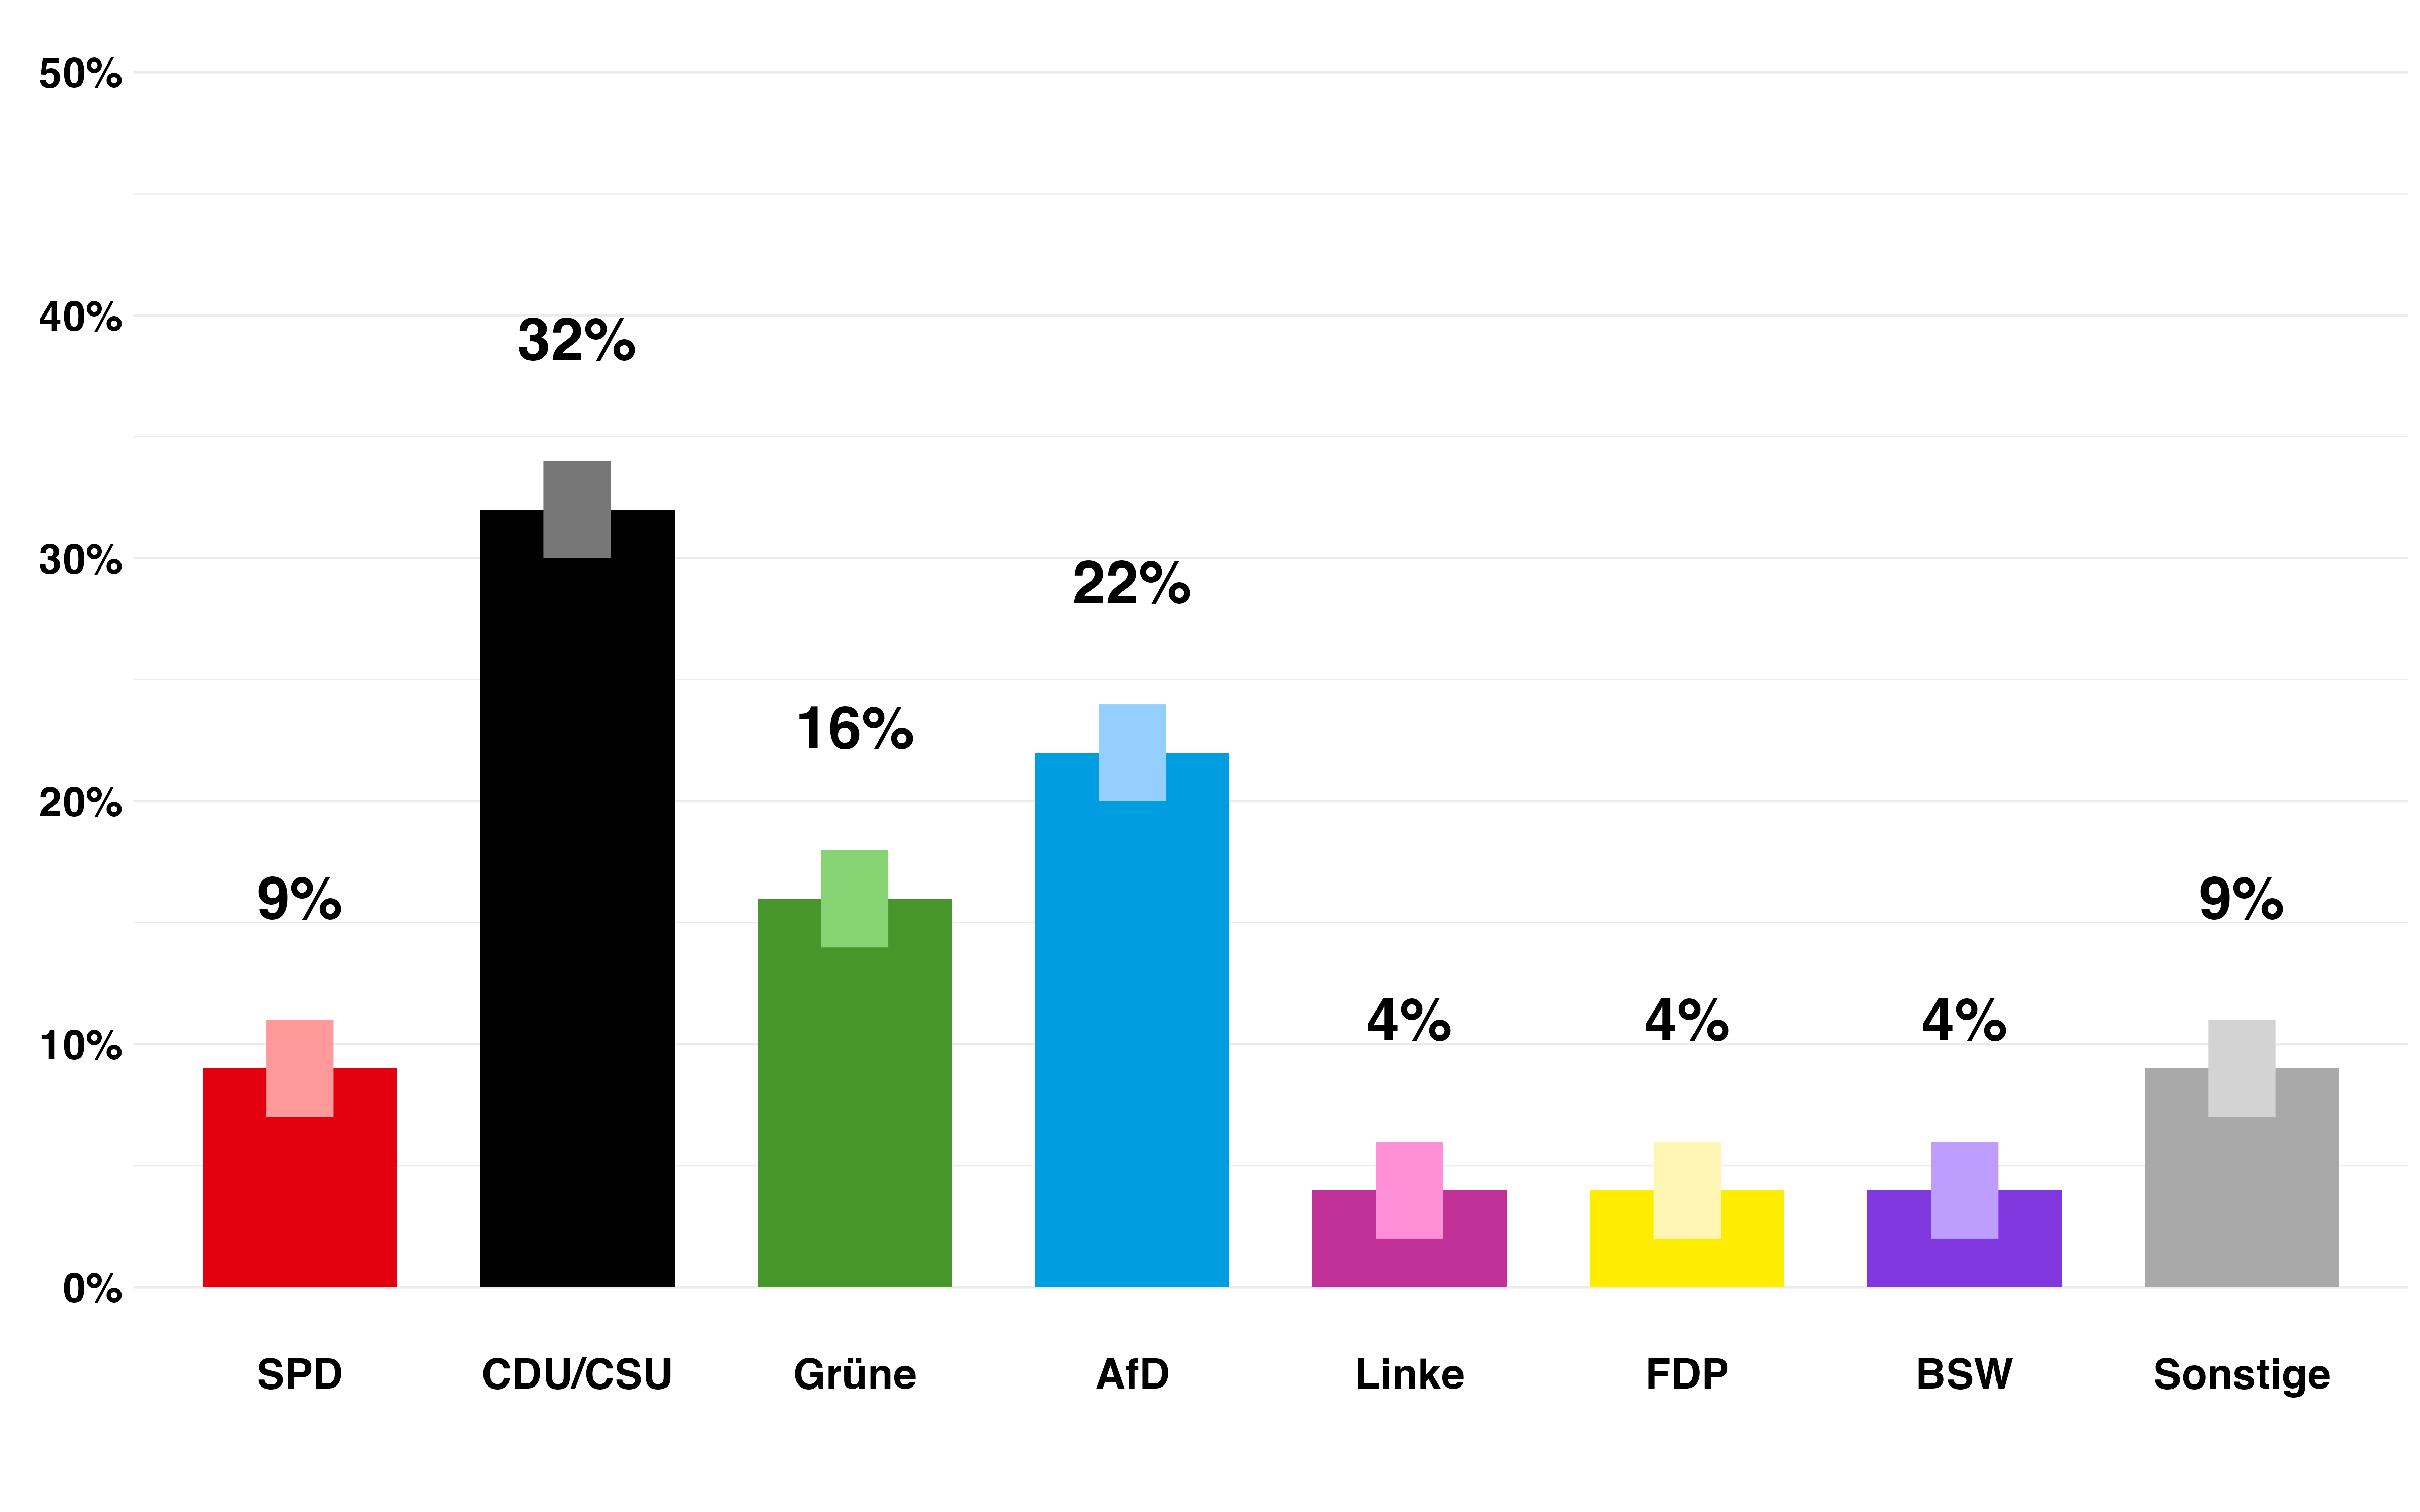 50%
40%
30%
20%
10%
0%
9%
32%
16%
22%
4%
4%
4%
9%
SPD
CDU/CSU
Grüne
AfD
Linke
FDP
BSW
Sonstige